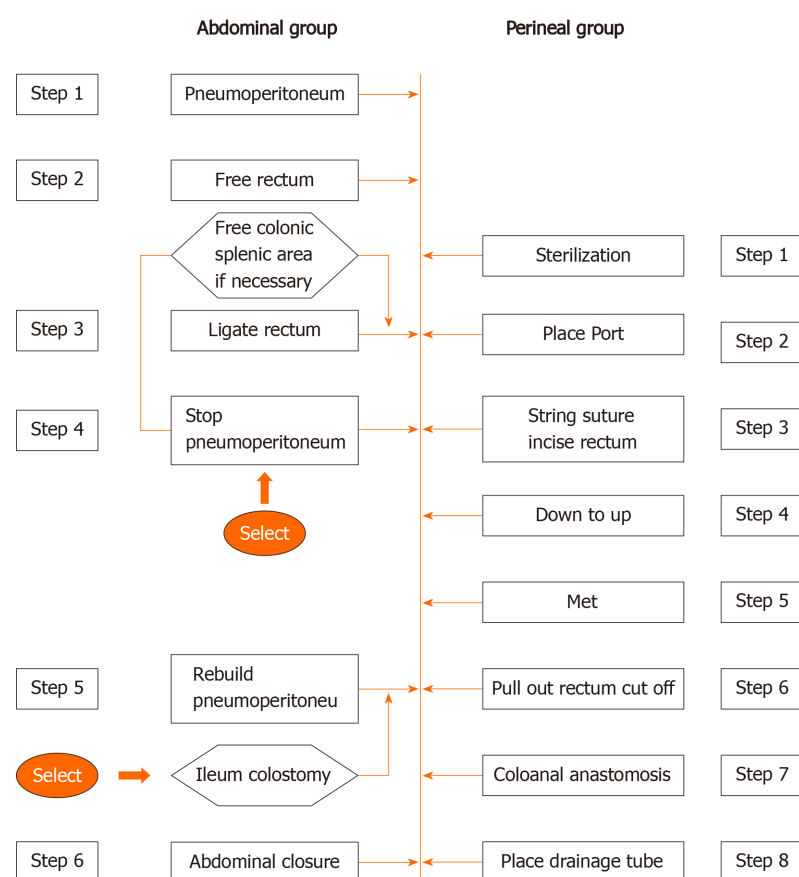 Abdominal group
Perineal group
Step 1
Pneumoperitoneum
Step 2
Free rectum
Free colonic
splenic area
if necessary
Sterilization
Step 1
Step 3
Ligate rectum
Place Port
Step 2
Step 4
Stop
pneumoperitoneum
String suture
incise rectum
Step 3
Select
Down to up
Step 4
Met
Step 5
Step 5
Rebuild
pneumoperitoneu
Pull out rectum cut off
Step 6
Select
Ileum colostomy
Coloanal anastomosis
Step 7
Step 6
Abdominal closure
Place drainage tube
Step 8